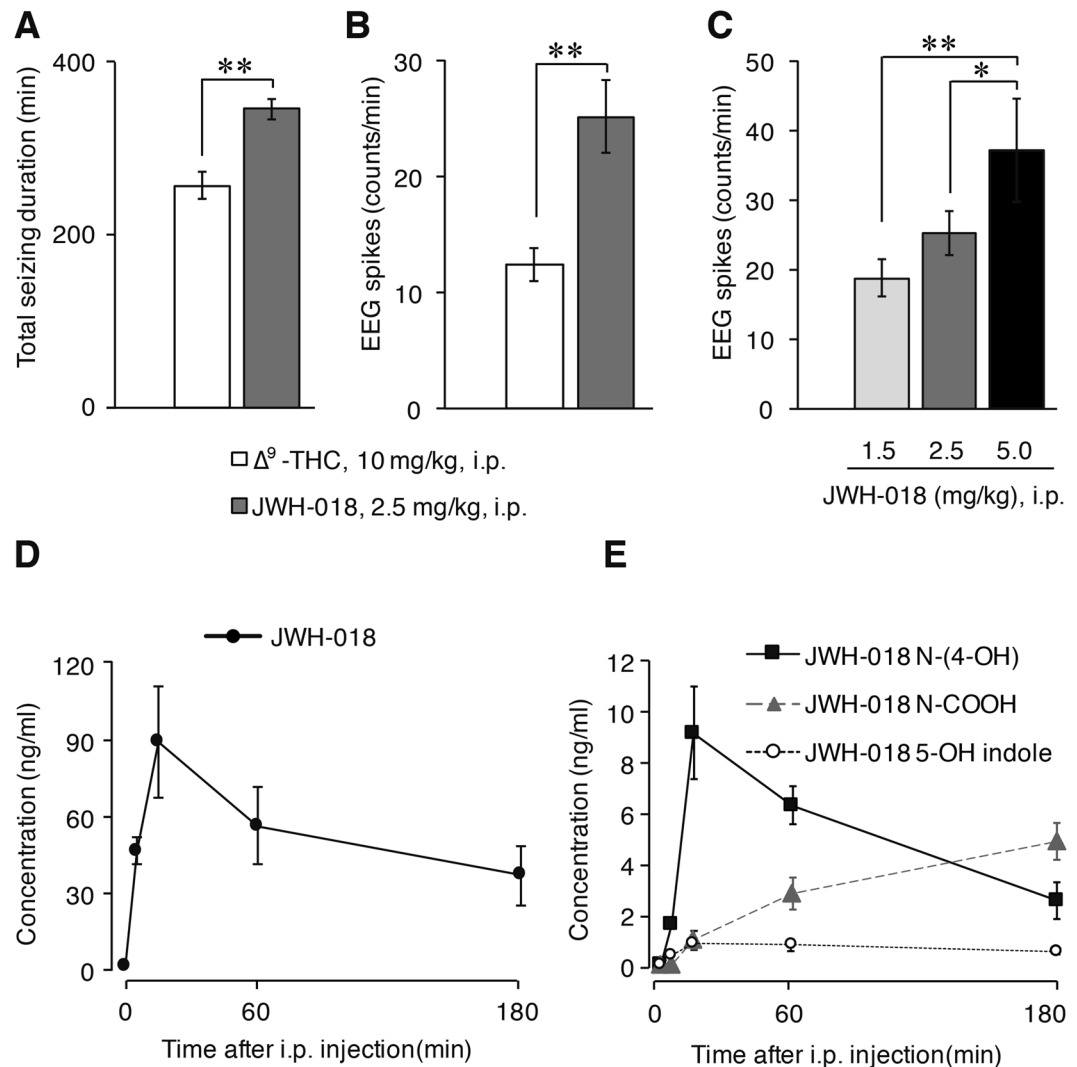 A
Total seizing duration (min)
400
200
0
**
B
EEG spikes (counts/min)
30
20
10
0
**
C
EEG spikes (counts/min)
50
40
30
20
10
0
**
*
1.5 2.5 5.0
JWH-018 (mg/kg), i.p.
Δ⁹ -THC, 10 mg/kg, i.p.
JWH-018, 2.5 mg/kg, i.p.
D
JWH-018
Concentration (ng/ml)
120
90
60
30
0
0 60 180
Time after i.p. injection(min)
E
JWH-018 N-(4-OH)
JWH-018 N-COOH
JWH-018 5-OH indole
Concentration (ng/ml)
12
10
8
6
4
2
0
0 60 180
Time after i.p. injection(min)